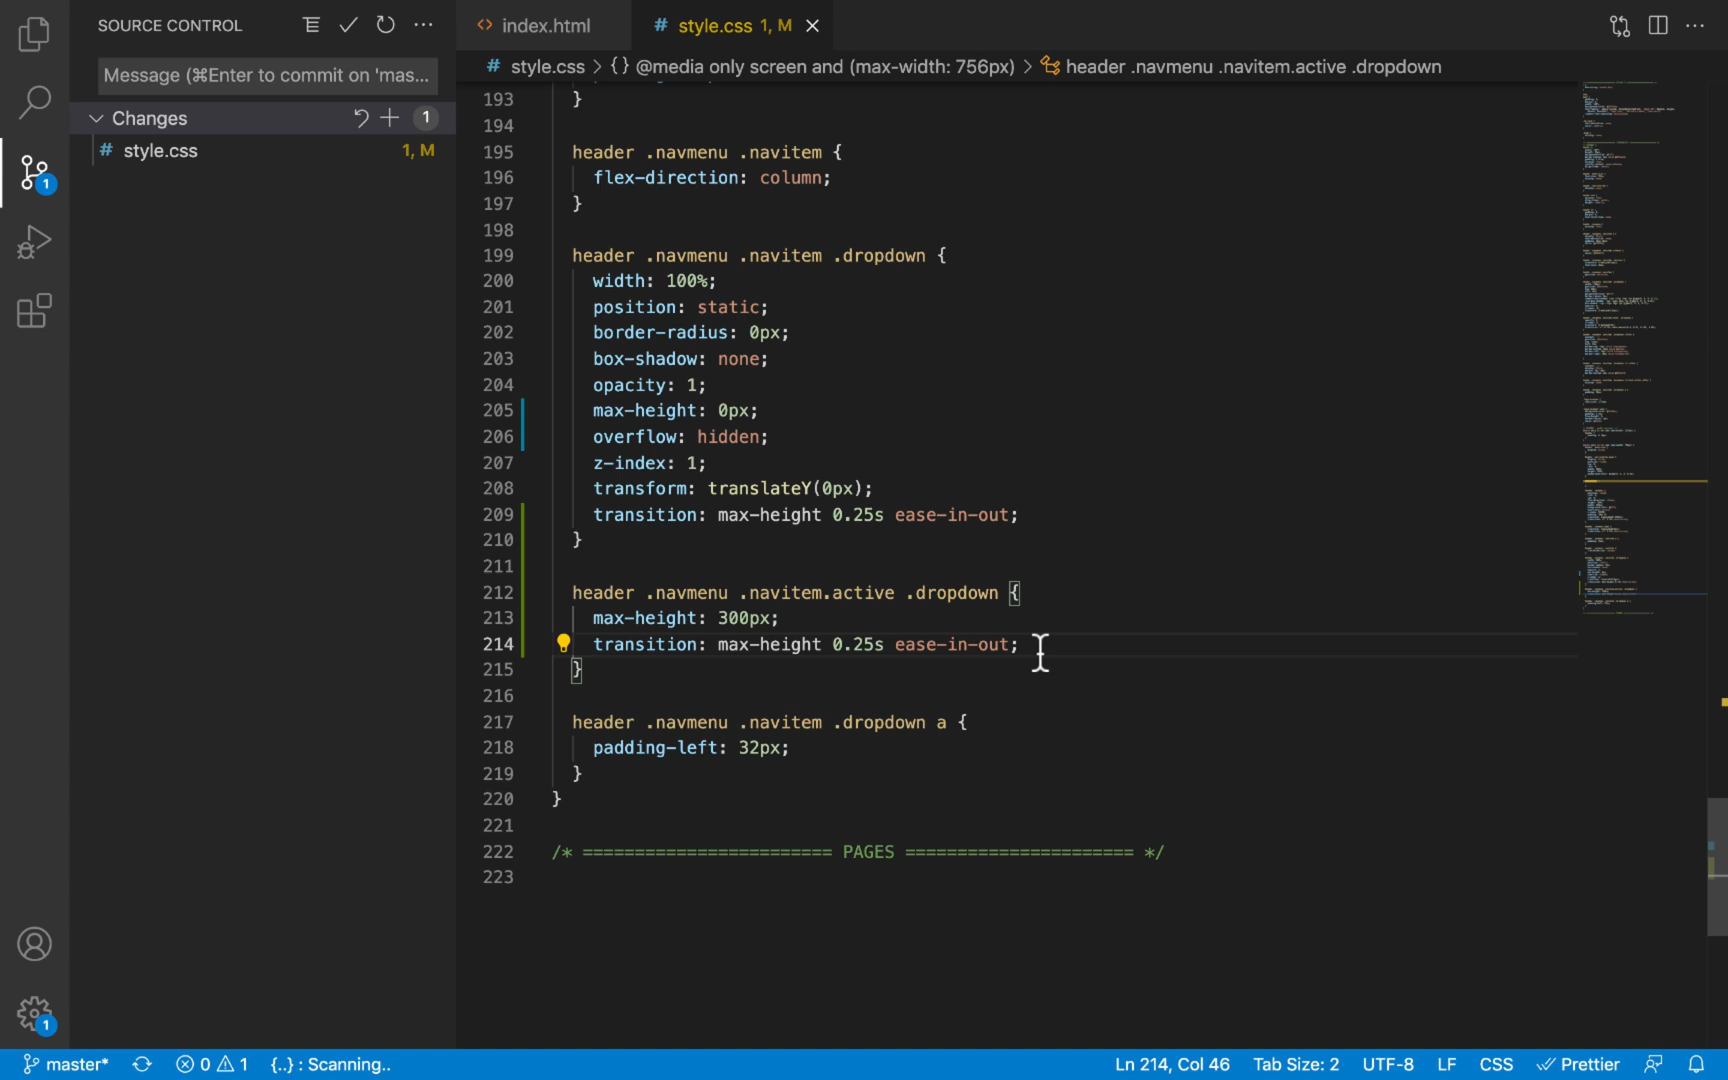 SOURCE CONTROL
Message (⌘Enter to commit on 'mas...
Changes
1
# style.css
1, M
1
1
index.html
# style.css 1, M
# style.css > {} @media only screen and (max-width: 756px) > header .navmenu .navitem.active .dropdown
193 }
194
195 header .navmenu .navitem {
196 flex-direction: column;
197 }
198
199 header .navmenu .navitem .dropdown {
200 width: 100%;
201 position: static;
202 border-radius: 0px;
203 box-shadow: none;
204 opacity: 1;
205 max-height: 0px;
206 overflow: hidden;
207 z-index: 1;
208 transform: translateY(0px);
209 transition: max-height 0.25s ease-in-out;
210 }
211
212 header .navmenu .navitem.active .dropdown {
213 max-height: 300px;
214 transition: max-height 0.25s ease-in-out;
215 }
216
217 header .navmenu .navitem .dropdown a {
218 padding-left: 32px;
219 }
220 }
221
222 /* ======================== PAGES ====================== */
223
master* 0 1 {..} : Scanning.. Ln 214, Col 46 Tab Size: 2 UTF-8 LF CSS Prettier